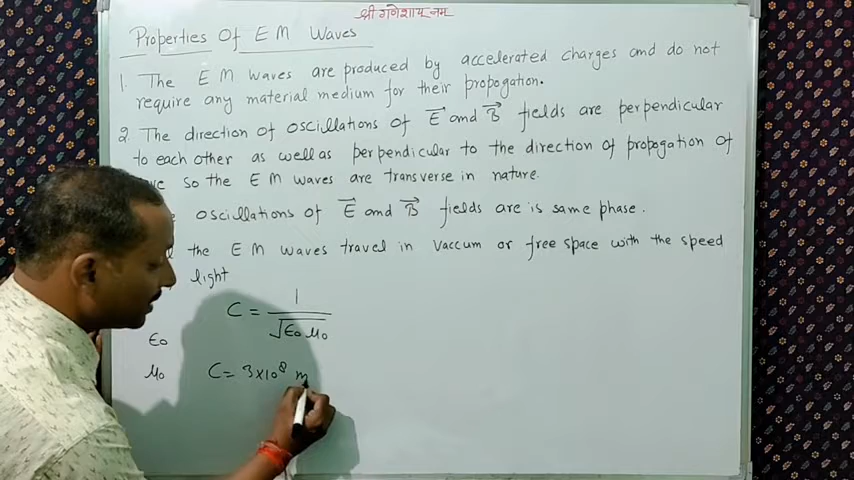 श्री गणेशाय नमः
Properties Of E M Waves
1. The E M Waves are produced by accelerated charges and do not
require any material medium for their propogation.
2. The direction of oscillations of E and B fields are perpendicular
to each other as well as perpendicular to the direction of propogation of
so the E M waves are transverse in nature.
oscillations of E and B fields are is same phase.
the E M waves travel in vaccum or free space with the speed
light
C = 1/√ϵ₀μ₀
ϵ₀
μ₀ C = 3×10⁸ m